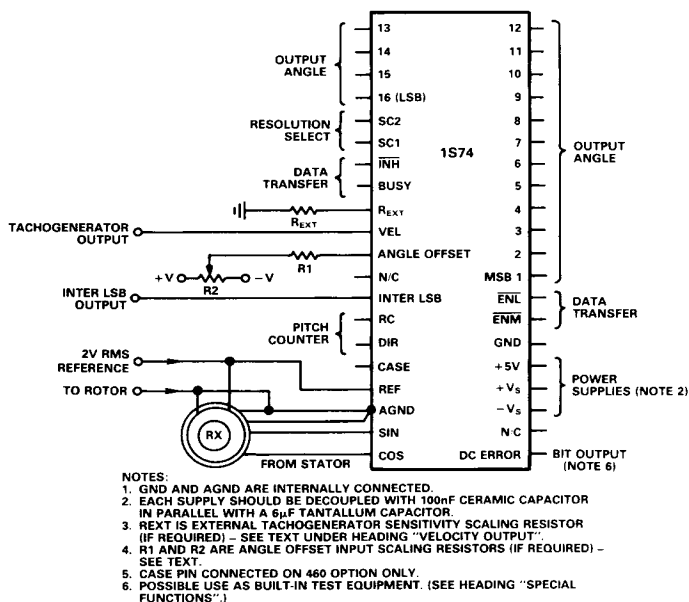 13
14
OUTPUT
ANGLE
15
16 (LSB)
RESOLUTION
SELECT
SC2
SC1
DATA
TRANSFER
INH
BUSY
REXT
REXT
TACHOGENERATOR
OUTPUT
VEL
ANGLE OFFSET
R1
+V
–V
R2
N/C
INTER LSB
OUTPUT
INTER LSB
PITCH
COUNTER
RC
DIR
2V RMS
REFERENCE
CASE
TO ROTOR
REF
AGND
RX
SIN
FROM STATOR
COS
1S74
12
11
10
9
8
7
6
5
4
3
2
MSB 1
OUTPUT
ANGLE
ENL
ENM
DATA
TRANSFER
GND
+5V
+VS
–VS
POWER
SUPPLIES (NOTE 2)
N/C
DC ERROR
BIT OUTPUT
(NOTE 6)
NOTES:
1. GND AND AGND ARE INTERNALLY CONNECTED.
2. EACH SUPPLY SHOULD BE DECOUPLED WITH 100nF CERAMIC CAPACITOR
IN PARALLEL WITH A 6µF TANTALLUM CAPACITOR.
3. REXT IS EXTERNAL TACHOGENERATOR SENSITIVITY SCALING RESISTOR
(IF REQUIRED) – SEE TEXT UNDER HEADING "VELOCITY OUTPUT".
4. R1 AND R2 ARE ANGLE OFFSET INPUT SCALING RESISTORS (IF REQUIRED) –
SEE TEXT.
5. CASE PIN CONNECTED ON 460 OPTION ONLY.
6. POSSIBLE USE AS BUILT-IN TEST EQUIPMENT. (SEE HEADING "SPECIAL
FUNCTIONS".)